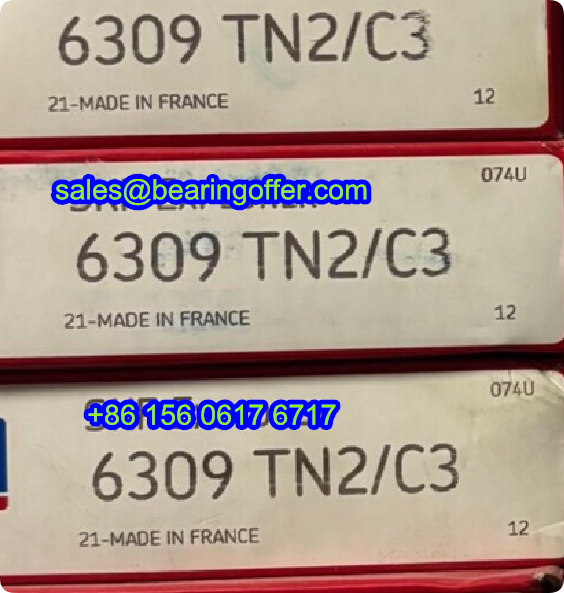 6309 TN2/C3
21-MADE IN FRANCE 12
074U
sales@bearingoffer.com
6309 TN2/C3
21-MADE IN FRANCE 12
074U
+86 156 0617 6717
6309 TN2/C3
21-MADE IN FRANCE 12